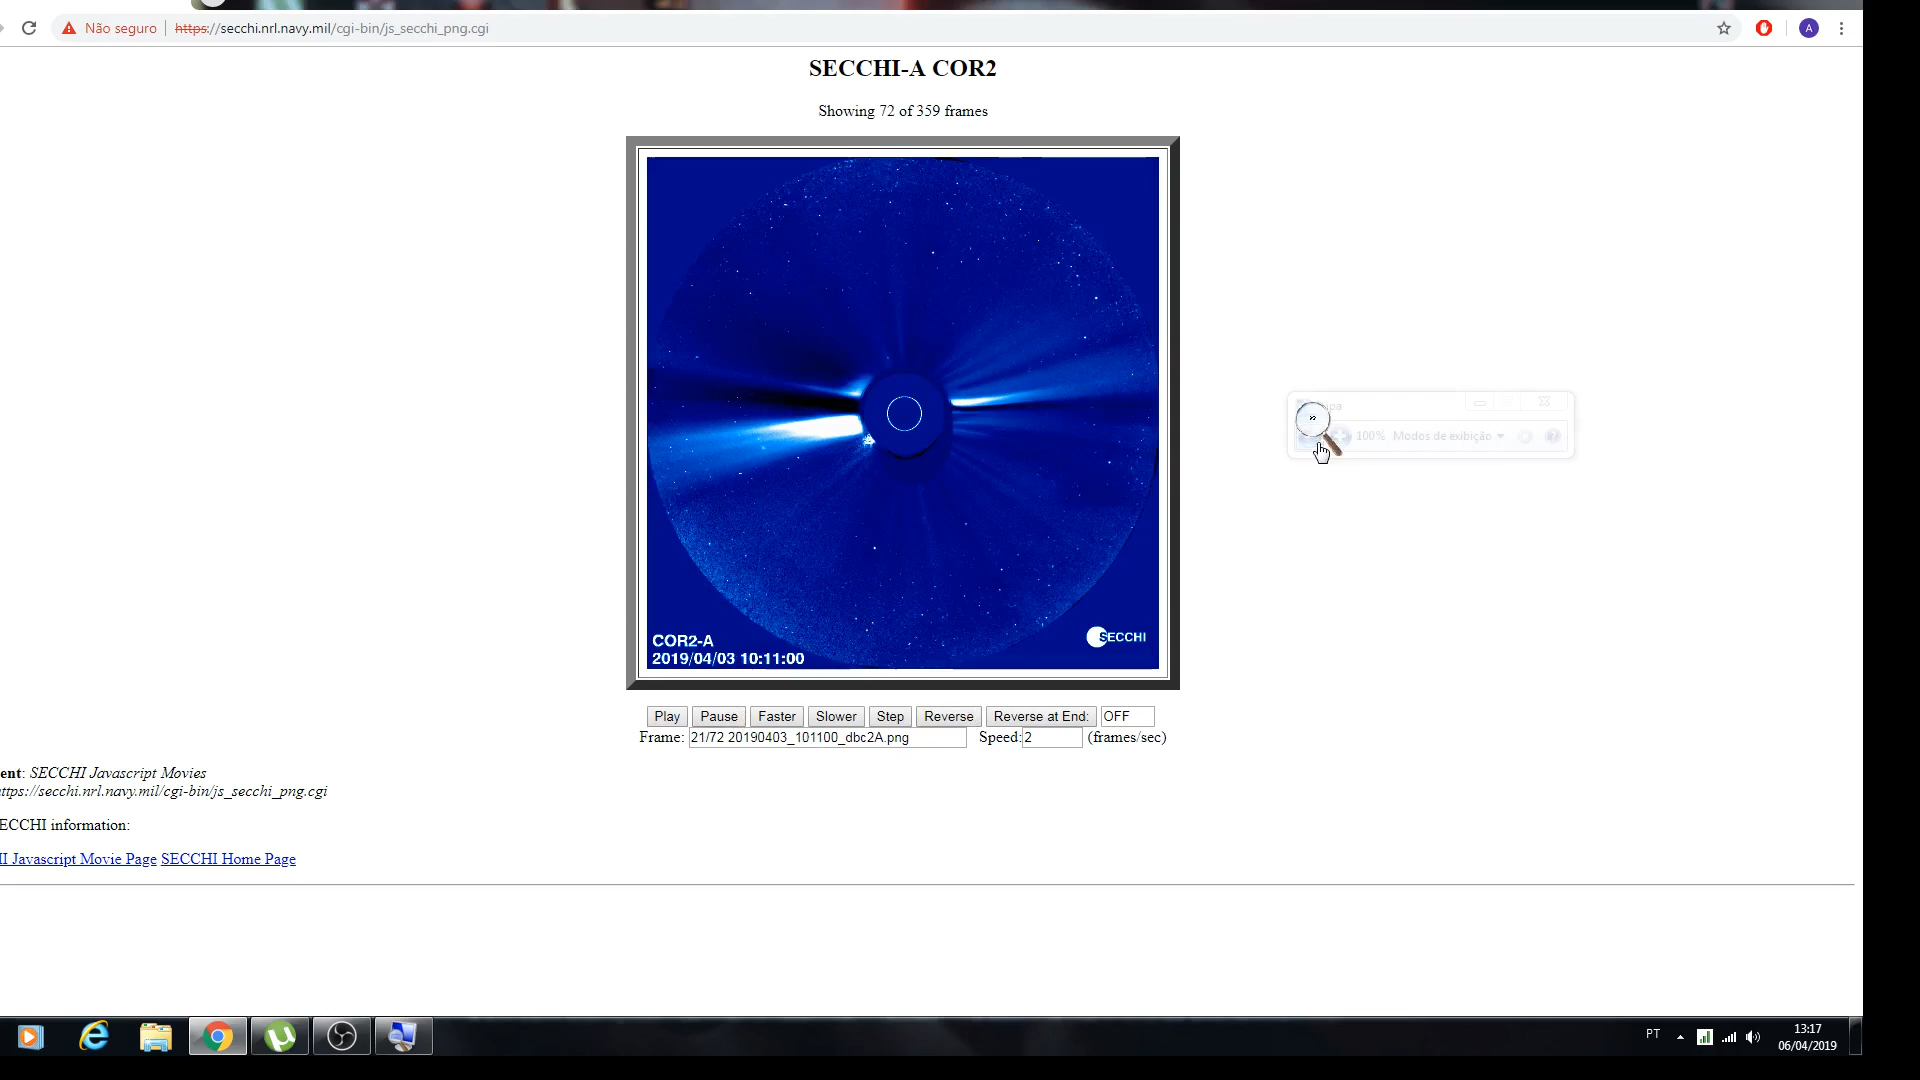 Não seguro https://secchi.nrl.navy.mil/cgi-bin/js_secchi_png.cgi A
SECCHI-A COR2
Showing 72 of 359 frames
100% Modos de exibição
SECCHI
COR2-A
2019/04/03 10:11:00
Play Pause Faster Slower Step Reverse Reverse at End: OFF
Frame: 21/72 20190403_101100_dbc2A.png Speed:2 (frames/sec)
ent: SECCHI Javascript Movies
ttps://secchi.nrl.navy.mil/cgi-bin/js_secchi_png.cgi
ECCHI information:
HI Javascript Movie Page SECCHI Home Page
PT 13:17
06/04/2019